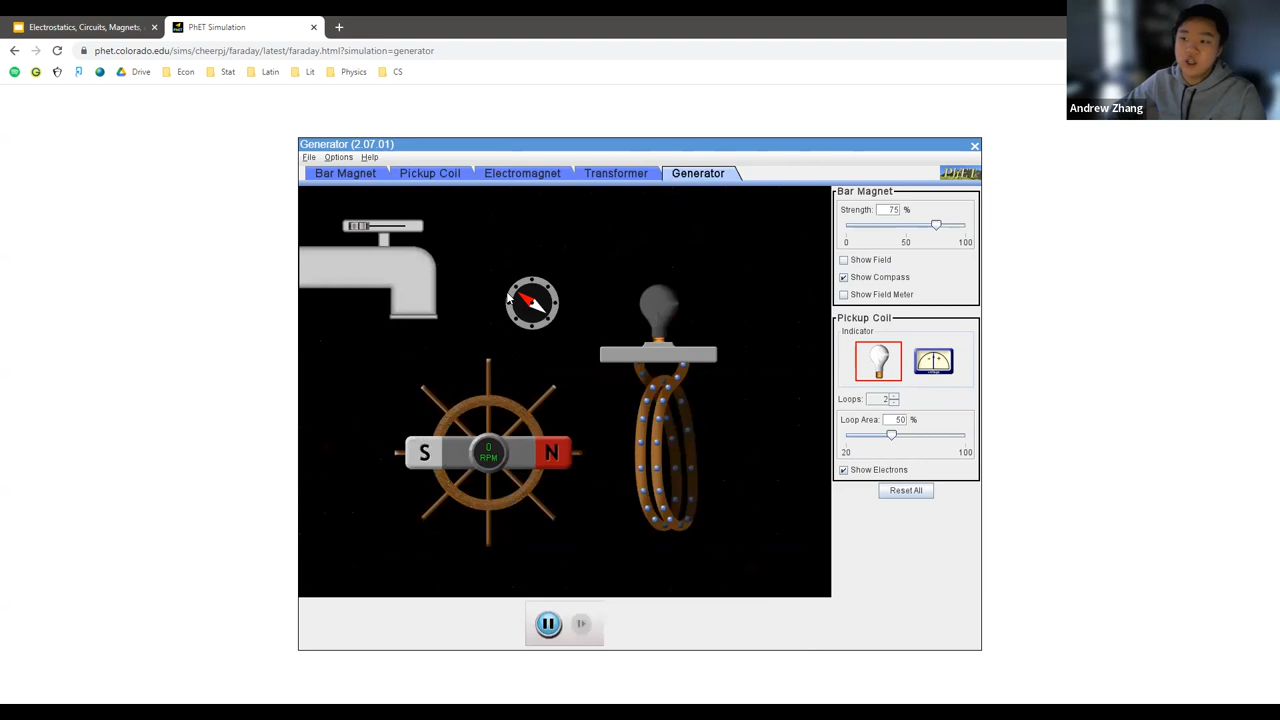 Electrostatics, Circuits, Magnets,
PhET Simulation
phet.colorado.edu/sims/cheerpj/faraday/latest/faraday.html?simulation=generator
Drive
Econ
Stat
Latin
Lit
Physics
CS
Andrew Zhang
Generator (2.07.01)
File Options Help
Bar Magnet
Pickup Coil
Electromagnet
Transformer
Generator
PhET
Bar Magnet
Strength: 75 %
0 50 100
Show Field
Show Compass
Show Field Meter
Pickup Coil
Indicator
Loops: 2
Loop Area: 50 %
20 100
Show Electrons
Reset All
S 0 N
RPM